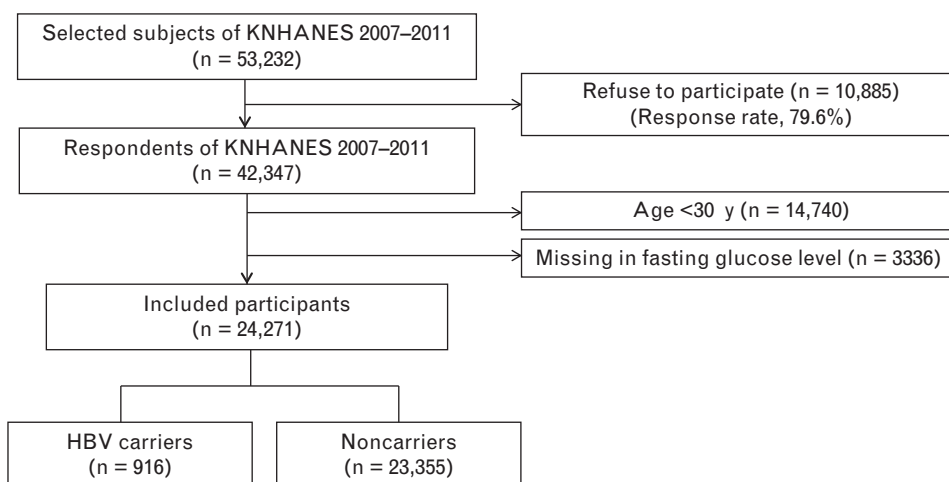 Selected subjects of KNHANES 2007–2011
(n = 53,232)
Refuse to participate (n = 10,885)
(Response rate, 79.6%)
Respondents of KNHANES 2007–2011
(n = 42,347)
Age <30 y (n = 14,740)
Missing in fasting glucose level (n = 3336)
Included participants
(n = 24,271)
HBV carriers
(n = 916)
Noncarriers
(n = 23,355)